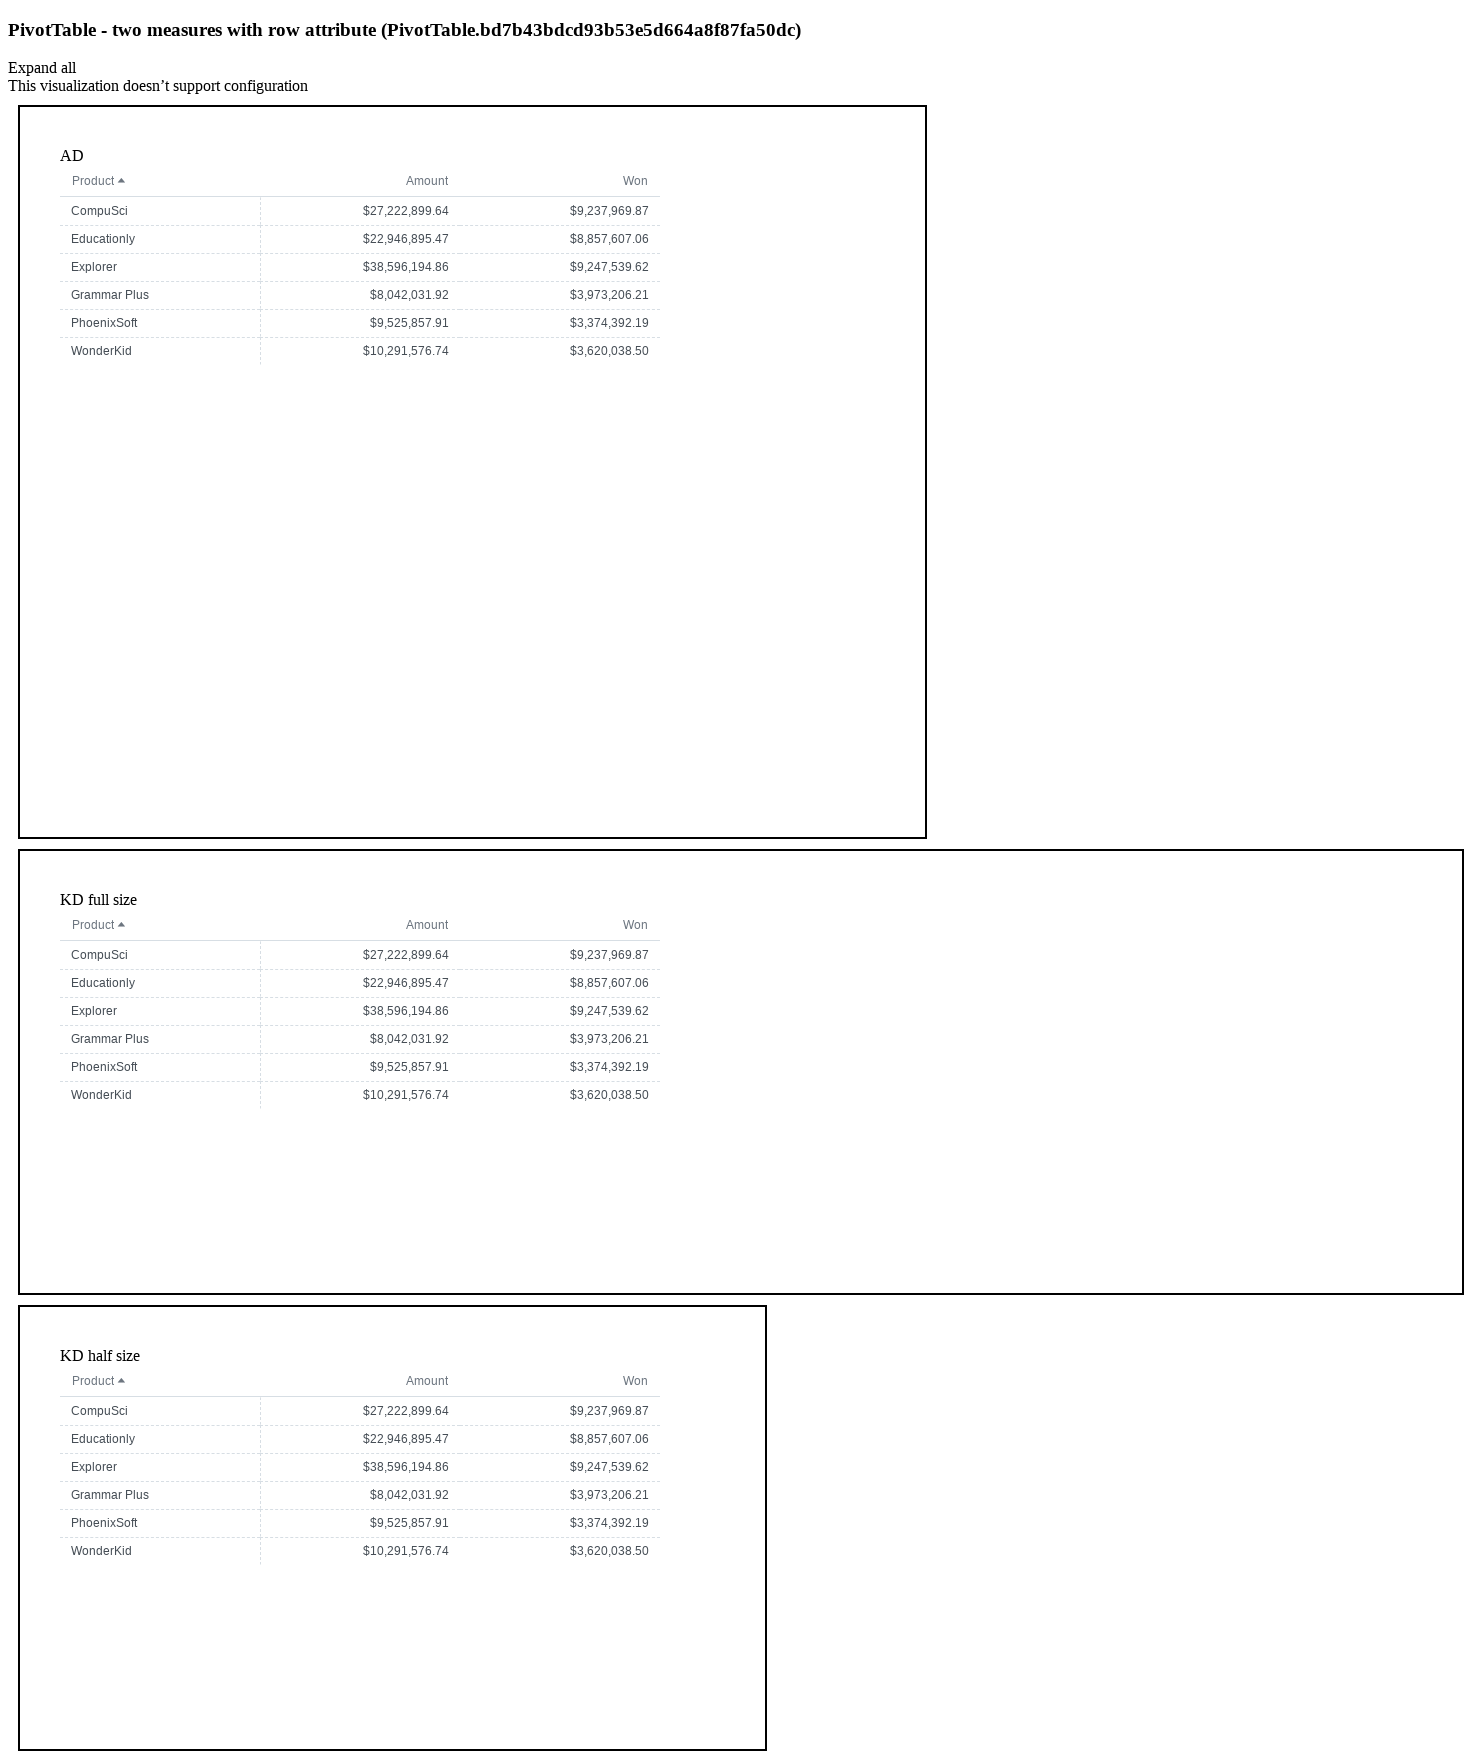 PivotTable - two measures with row attribute (PivotTable.bd7b43bdcd93b53e5d664a8f87fa50dc)
Expand all
This visualization doesn’t support configuration
AD
Product Amount Won
CompuSci $27,222,899.64 $9,237,969.87
Educationly $22,946,895.47 $8,857,607.06
Explorer $38,596,194.86 $9,247,539.62
Grammar Plus $8,042,031.92 $3,973,206.21
PhoenixSoft $9,525,857.91 $3,374,392.19
WonderKid $10,291,576.74 $3,620,038.50
KD full size
Product Amount Won
CompuSci $27,222,899.64 $9,237,969.87
Educationly $22,946,895.47 $8,857,607.06
Explorer $38,596,194.86 $9,247,539.62
Grammar Plus $8,042,031.92 $3,973,206.21
PhoenixSoft $9,525,857.91 $3,374,392.19
WonderKid $10,291,576.74 $3,620,038.50
KD half size
Product Amount Won
CompuSci $27,222,899.64 $9,237,969.87
Educationly $22,946,895.47 $8,857,607.06
Explorer $38,596,194.86 $9,247,539.62
Grammar Plus $8,042,031.92 $3,973,206.21
PhoenixSoft $9,525,857.91 $3,374,392.19
WonderKid $10,291,576.74 $3,620,038.50